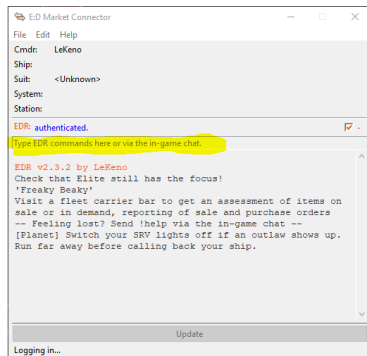 E:D Market Connector
File Edit Help
Cmdr: LeKeno
Ship:
Suit: <Unknown>
System:
Station:
EDR: authenticated.
Type EDR commands here or via the in-game chat.
EDR v2.3.2 by LeKeno
Check that Elite still has the focus!
'Freaky Beaky'
Visit a fleet carrier bar to get an assessment of items on
sale or in demand, reporting of sale and purchase orders
-- Feeling lost? Send !help via the in-game chat --
[Planet] Switch your SRV lights off if an outlaw shows up.
Run far away before calling back your ship.
Update
Logging in...